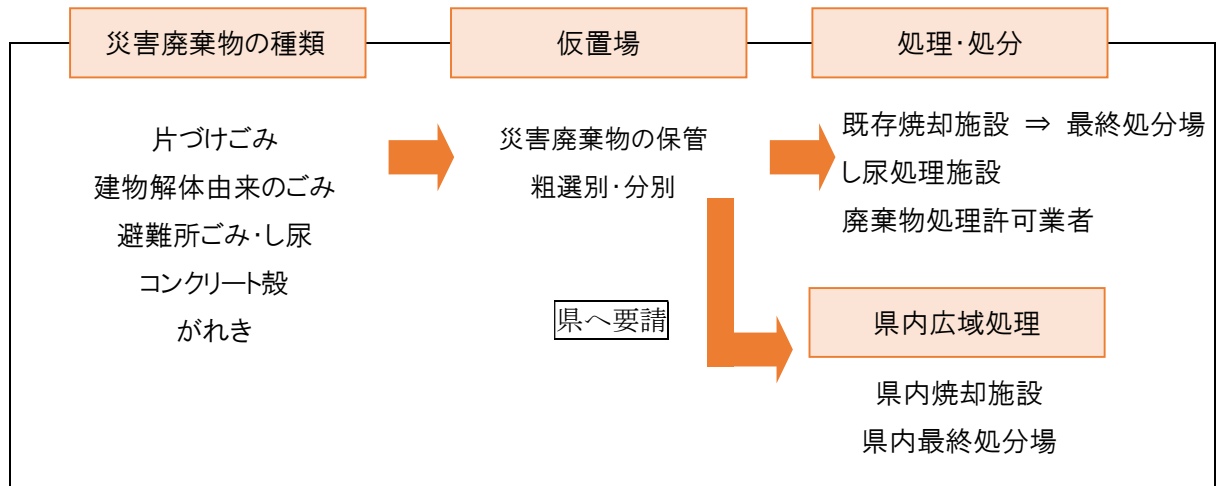 災害廃棄物の種類
片づけごみ
建物解体由来のごみ
避難所ごみ・し尿
コンクリート殻
がれき
仮置場
災害廃棄物の保管
粗選別・分別
県へ要請
処理・処分
既存焼却施設 ⇒ 最終処分場
し尿処理施設
廃棄物処理許可業者
県内広域処理
県内焼却施設
県内最終処分場